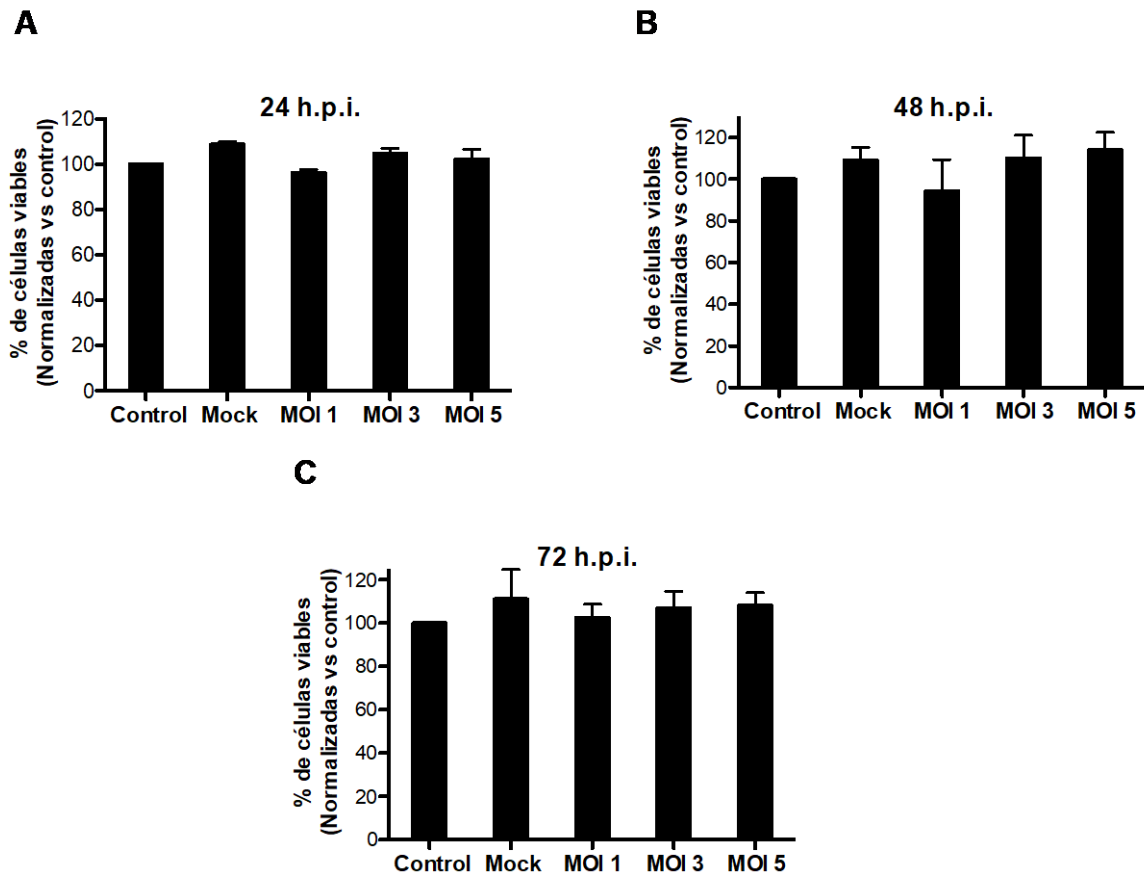 A
24 h.p.i.
% de células viables
(Normalizadas vs control)
120
100
80
60
40
20
0
Control Mock MOI 1 MOI 3 MOI 5
B
48 h.p.i.
% de células viables
(Normalizadas vs control)
120
100
80
60
40
20
0
Control Mock MOI 1 MOI 3 MOI 5
C
72 h.p.i.
% de células viables
(Normalizadas vs control)
120
100
80
60
40
20
0
Control Mock MOI 1 MOI 3 MOI 5